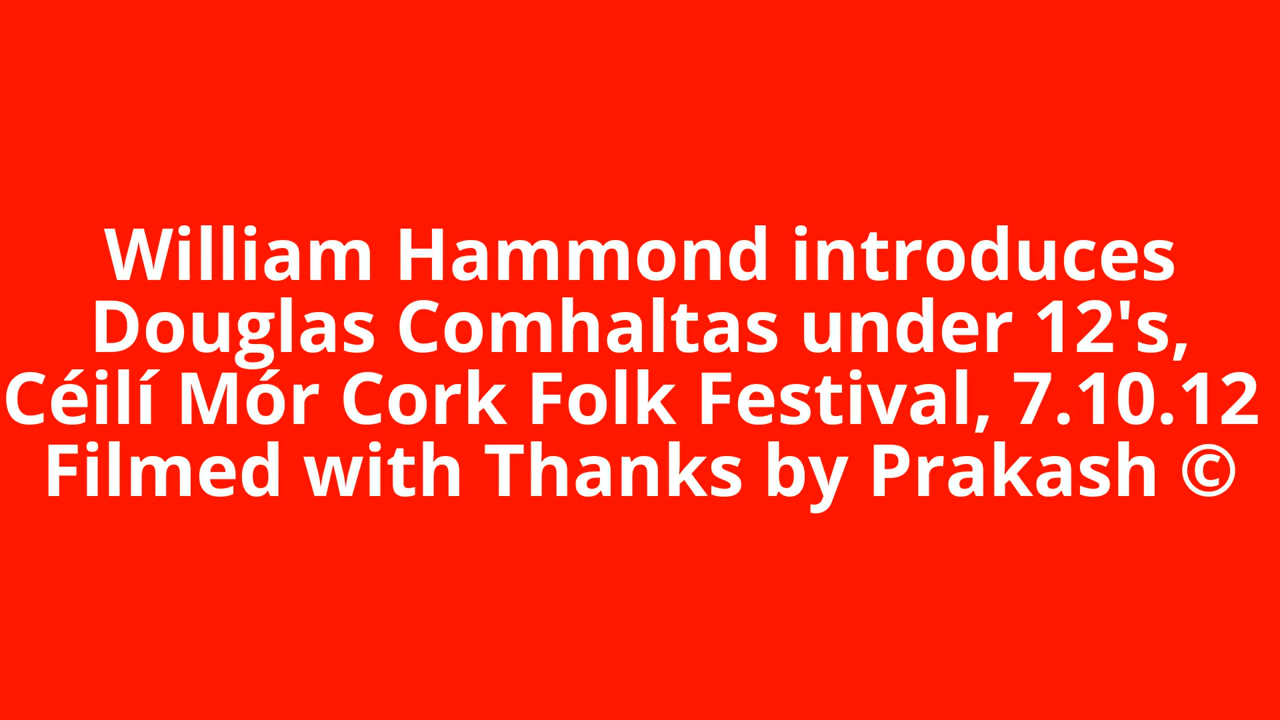 William Hammond introduces
Douglas Comhaltas under 12's,
Céilí Mór Cork Folk Festival, 7.10.12
Filmed with Thanks by Prakash ©